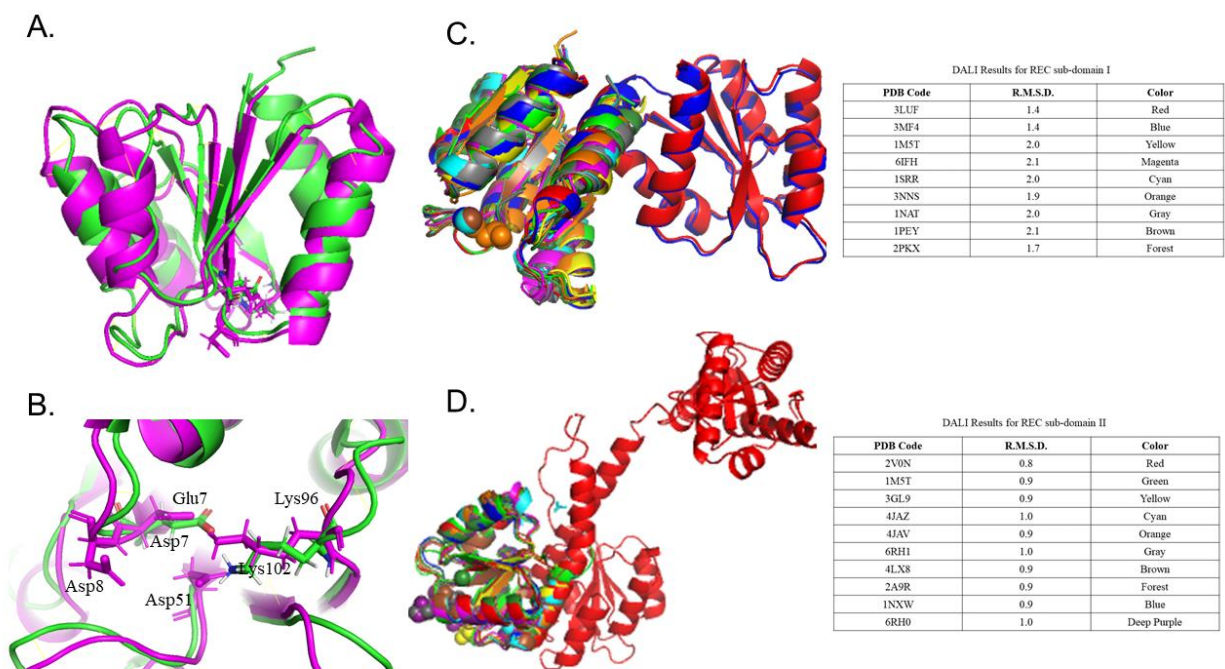 A.
B.
Glu7
Lys96
Asp7
Lys102
Asp8
Asp51
C.
DALI Results for REC sub-domain I
PDB Code R.M.S.D. Color
3LUF 1.4 Red
3MF4 1.4 Blue
1M5T 2.0 Yellow
6IFH 2.1 Magenta
1SRR 2.0 Cyan
3NNS 1.9 Orange
1NAT 2.0 Gray
1PEY 2.1 Brown
2PKX 1.7 Forest
D.
DALI Results for REC sub-domain II
PDB Code R.M.S.D. Color
2V0N 0.8 Red
1M5T 0.9 Green
3GL9 0.9 Yellow
4JAZ 1.0 Cyan
4JAV 0.9 Orange
6RH1 1.0 Gray
4LX8 0.9 Brown
2A9R 0.9 Forest
1NXW 0.9 Blue
6RH0 1.0 Deep Purple